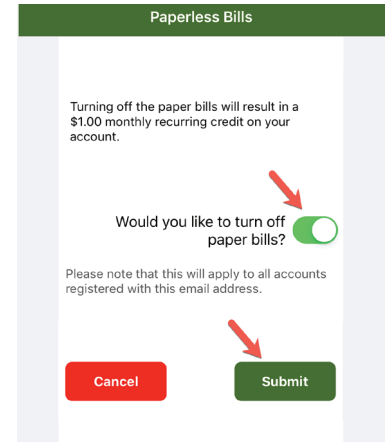 Paperless Bills
Turning off the paper bills will result in a
$1.00 monthly recurring credit on your
account.
Would you like to turn off
paper bills?
Please note that this will apply to all accounts
registered with this email address.
Cancel
Submit